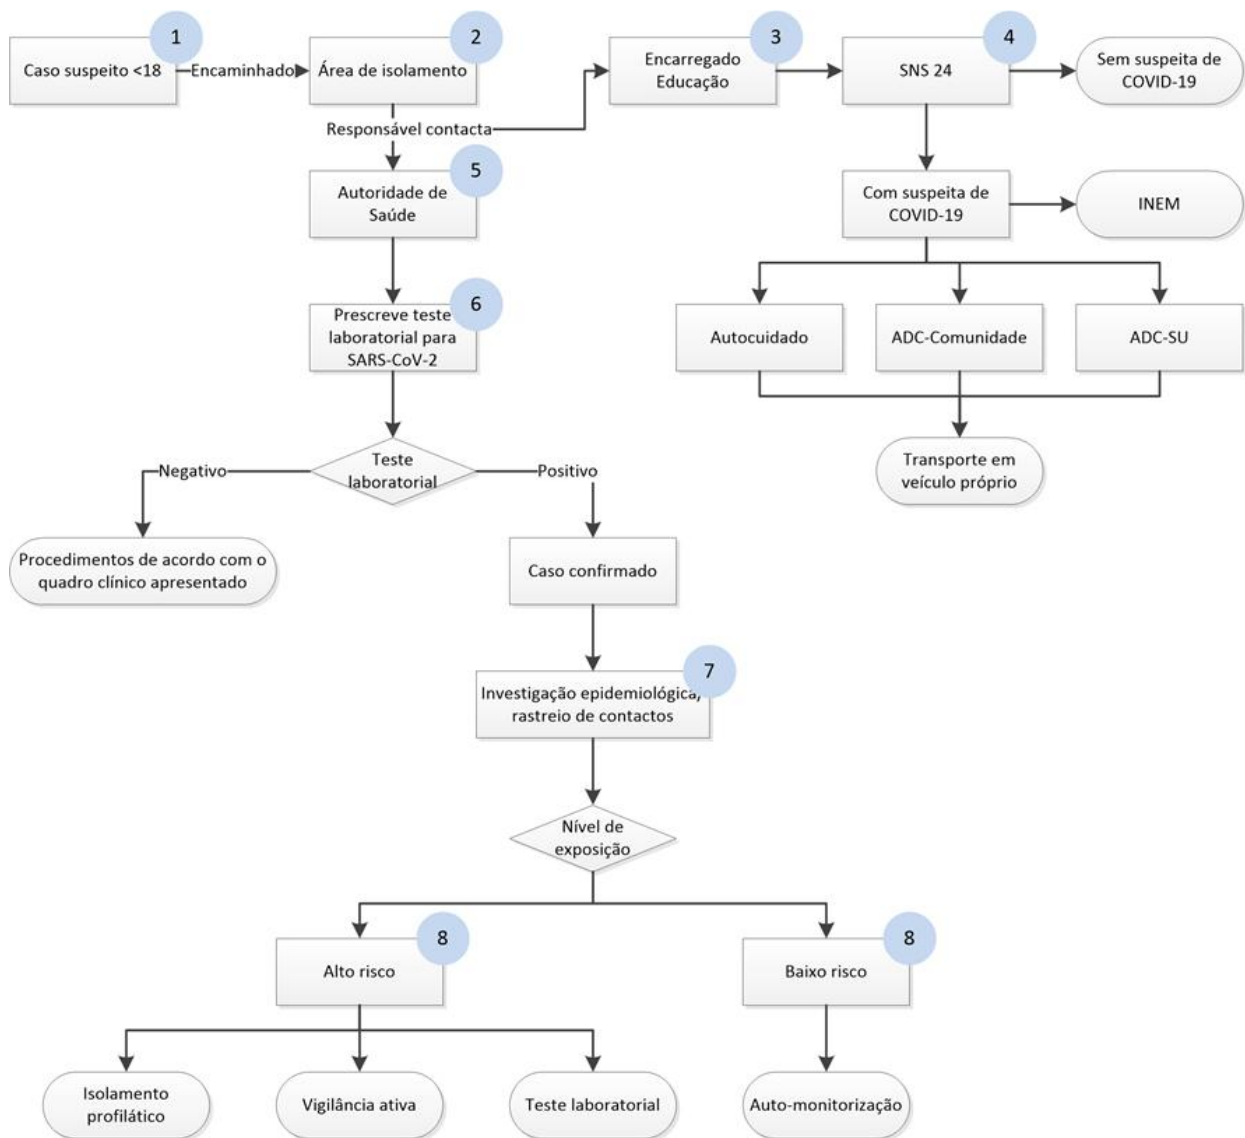 1
2
3
4
Caso suspeito <18
Encaminhado
Área de isolamento
Encarregado
Educação
SNS 24
Sem suspeita de
COVID-19
Responsável contacta
5
Autoridade de
Saúde
Com suspeita de
COVID-19
INEM
6
Prescreve teste
laboratorial para
SARS-CoV-2
Autocuidado
ADC-Comunidade
ADC-SU
Negativo
Teste
laboratorial
Positivo
Transporte em
veículo próprio
Procedimentos de acordo com o
quadro clínico apresentado
Caso confirmado
7
Investigação epidemiológica,
rastreio de contactos
Nível de
exposição
8
8
Alto risco
Baixo risco
Isolamento
profilático
Vigilância ativa
Teste laboratorial
Auto-monitorização